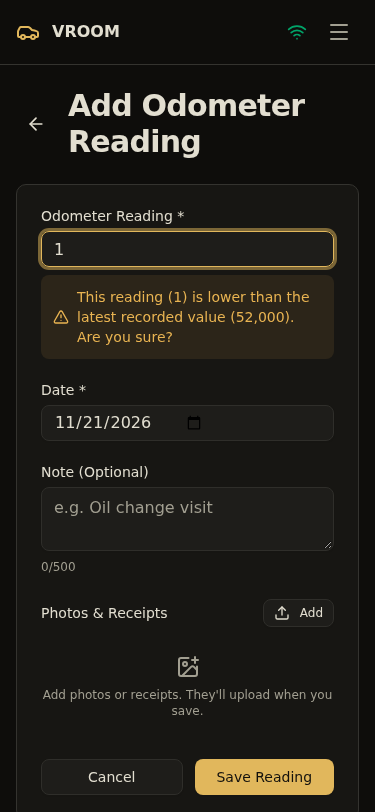 VROOM
Add Odometer
Reading
Odometer Reading *
1
This reading (1) is lower than the
latest recorded value (52,000).
Are you sure?
Date *
11/21/2026
Note (Optional)
e.g. Oil change visit
0/500
Photos & Receipts
Add
Add photos or receipts. They'll upload when you
save.
Cancel
Save Reading